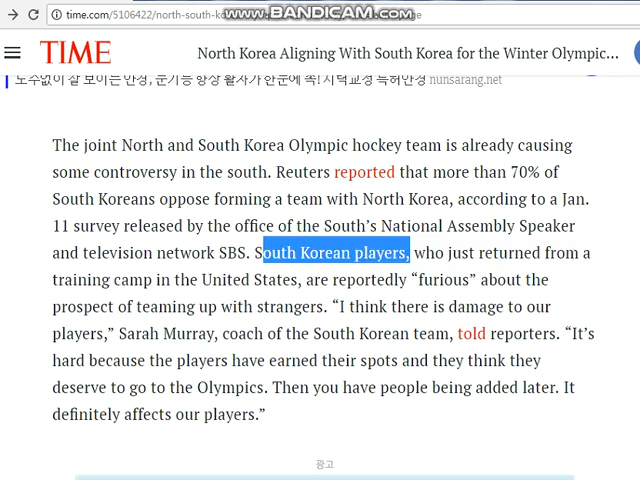 time.com/5106422/north-south-k
www.BANDICAM.com
page
TIME
North Korea Aligning With South Korea for the Winter Olympic...
nunsarang.net
The joint North and South Korea Olympic hockey team is already causing
some controversy in the south. Reuters reported that more than 70% of
South Koreans oppose forming a team with North Korea, according to a Jan.
11 survey released by the office of the South’s National Assembly Speaker
and television network SBS. South Korean players, who just returned from a
training camp in the United States, are reportedly “furious” about the
prospect of teaming up with strangers. “I think there is damage to our
players,” Sarah Murray, coach of the South Korean team, told reporters. “It’s
hard because the players have earned their spots and they think they
deserve to go to the Olympics. Then you have people being added later. It
definitely affects our players.”
광고